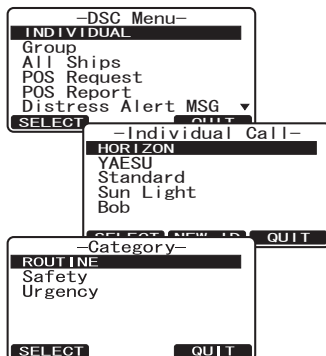 —DSC Menu—
INDIVIDUAL
Group
All Ships
POS Request
POS Report
Distress Alert MSG ▼
SELECT QUIT
—Individual Call—
HORIZON
YAESU
Standard
Sun Light
Bob
SELECT NEW ID QUIT
—Category—
ROUTINE
Safety
Urgency
SELECT QUIT